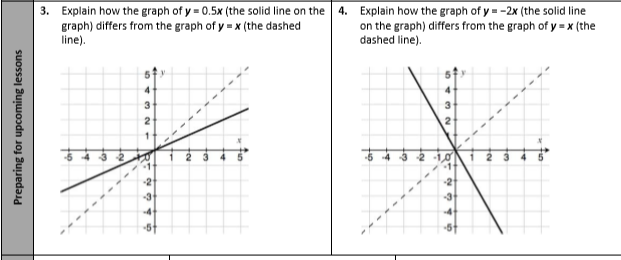 Preparing for upcoming lessons
3. Explain how the graph of y = 0.5x (the solid line on the
graph) differs from the graph of y = x (the dashed
line).
y
5
4
3
2
1
x
-5 -4 -3 -2 -1 0 1 2 3 4 5
-1
-2
-3
-4
-5
4. Explain how the graph of y = -2x (the solid line
on the graph) differs from the graph of y = x (the
dashed line).
y
5
4
3
2
x
-5 -4 -3 -2 -1 0 1 2 3 4 5
-1
-2
-3
-4
-5